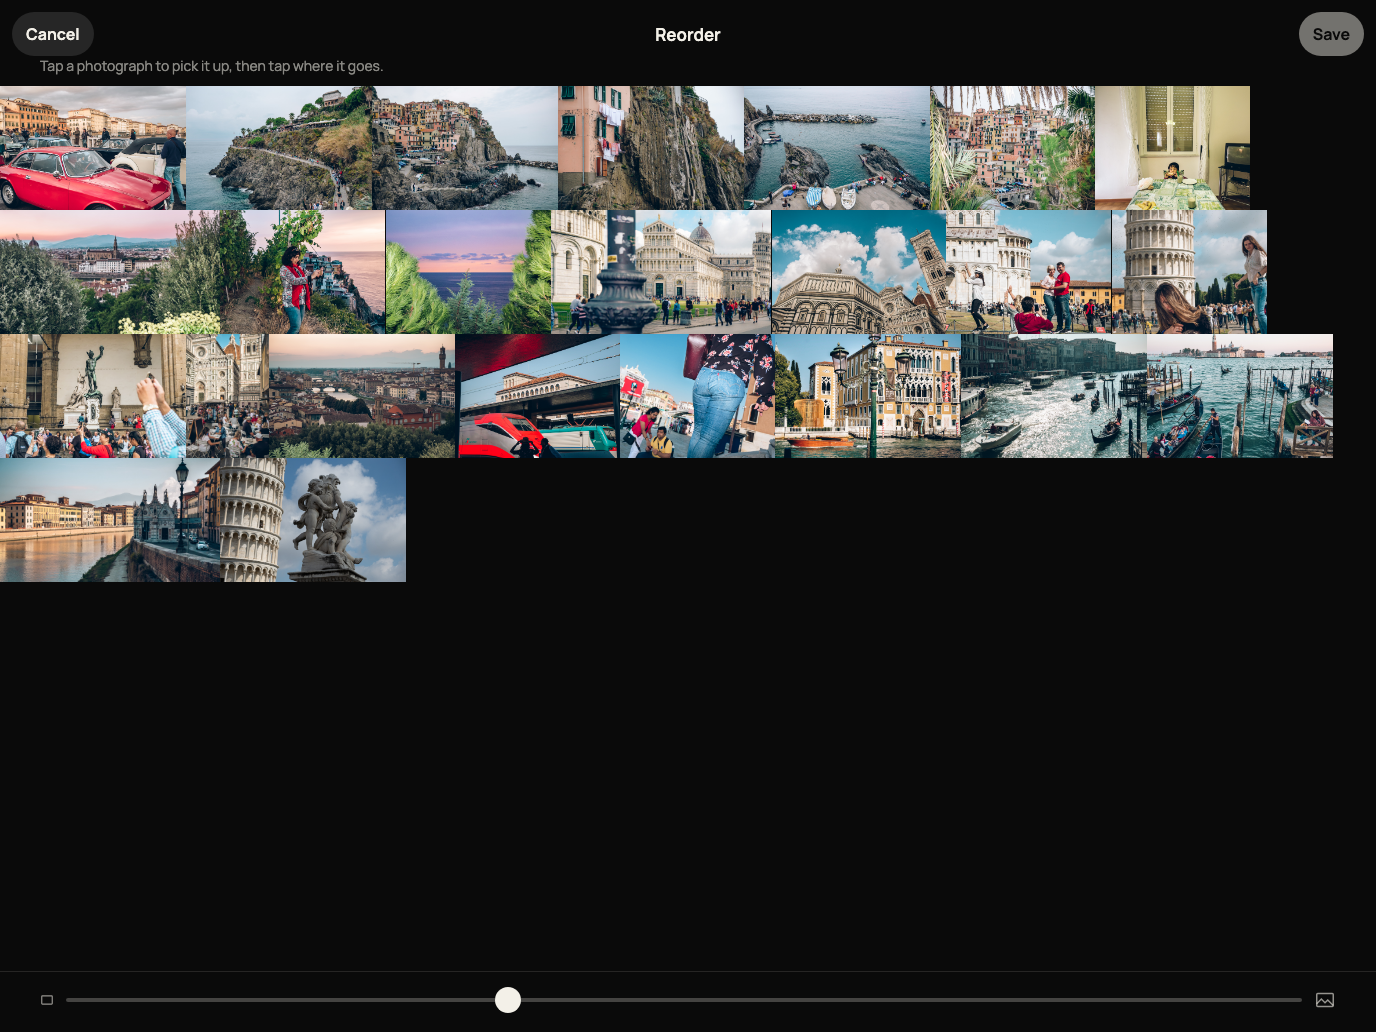 Cancel
Reorder
Save
Tap a photograph to pick it up, then tap where it goes.